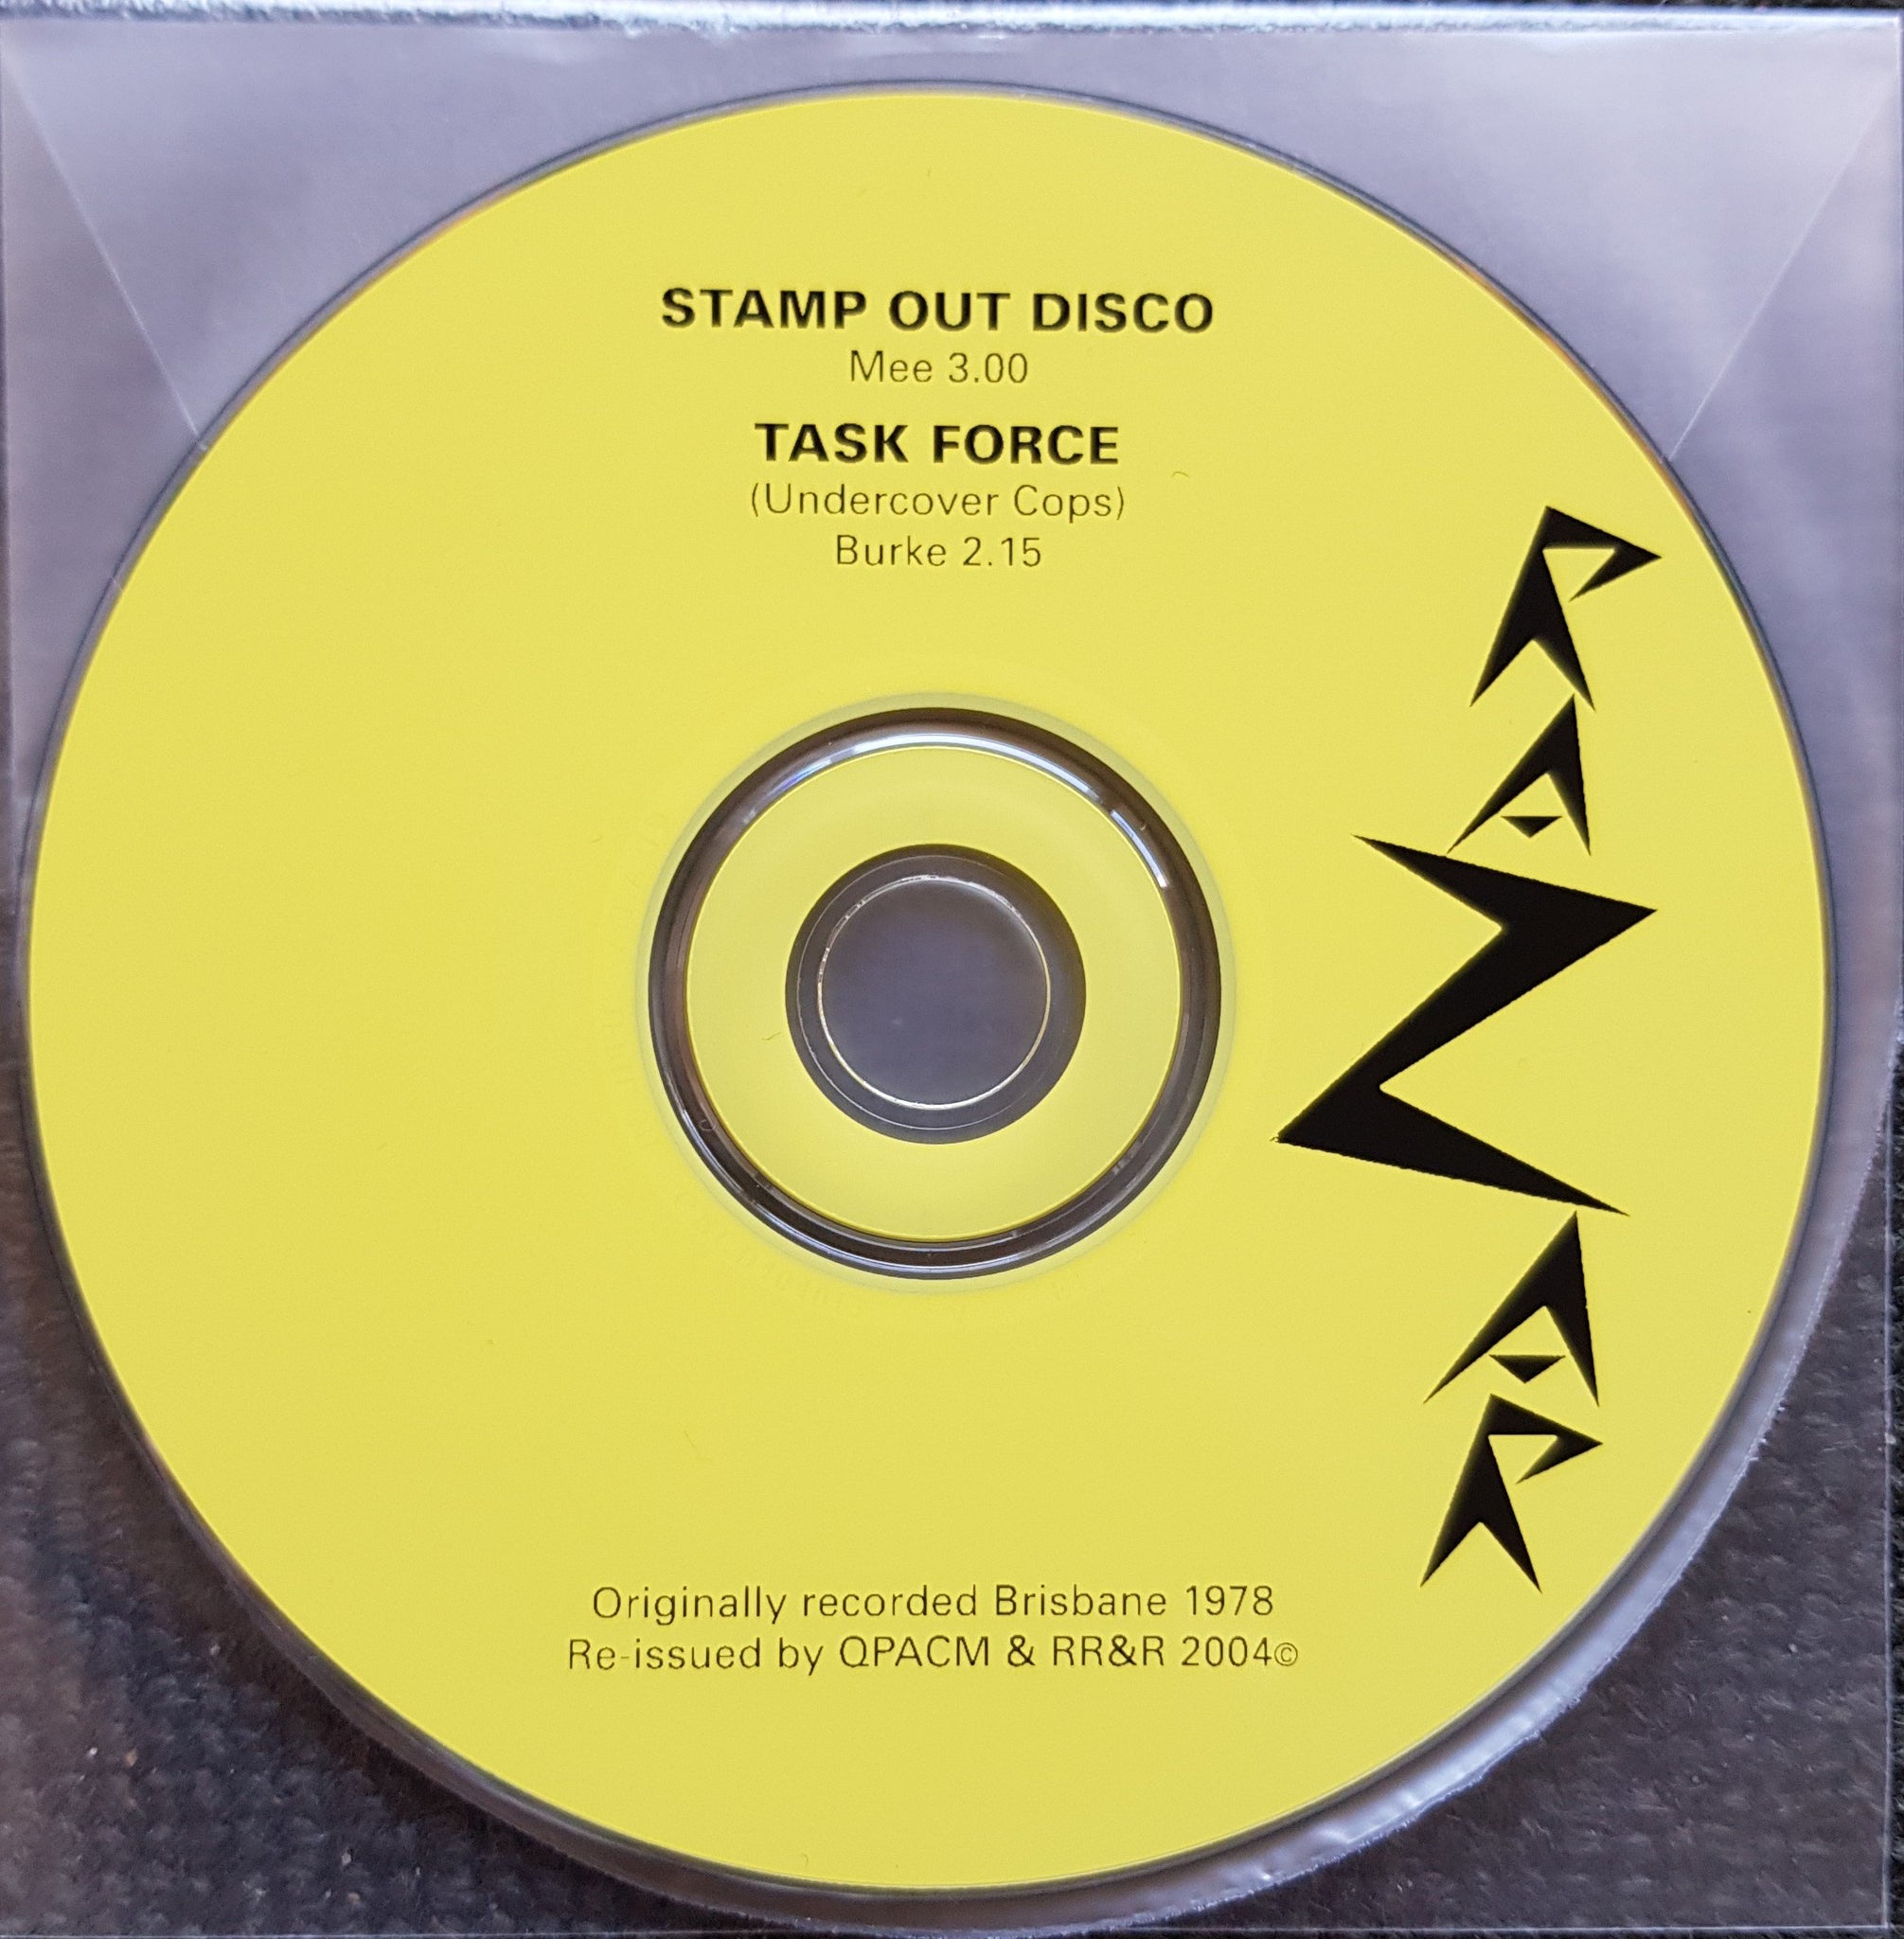 STAMP OUT DISCO
Mee 3.00
TASK FORCE
(Undercover Cops)
Burke 2.15
RAZAR
Originally recorded Brisbane 1978
Re-issued by QPACM & RR&R 2004©